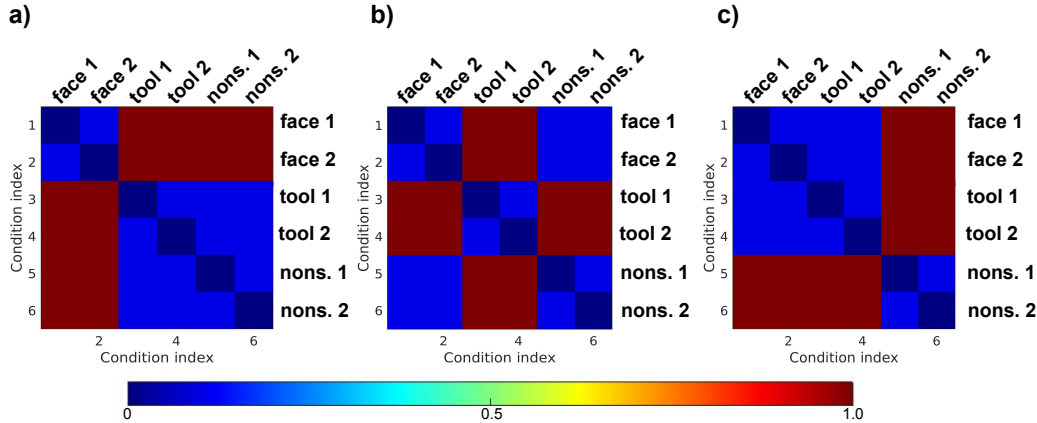 a)
face 1
face 2
tool 1
tool 2
nons. 1
nons. 2
1
2
3
4
5
6
face 1
face 2
tool 1
tool 2
nons. 1
nons. 2
Condition index
2
4
6
Condition index
b)
face 1
face 2
tool 1
tool 2
nons. 1
nons. 2
1
2
3
4
5
6
face 1
face 2
tool 1
tool 2
nons. 1
nons. 2
Condition index
2
4
6
Condition index
c)
face 1
face 2
tool 1
tool 2
nons. 1
nons. 2
1
2
3
4
5
6
face 1
face 2
tool 1
tool 2
nons. 1
nons. 2
Condition index
2
4
6
Condition index
0
0.5
1.0